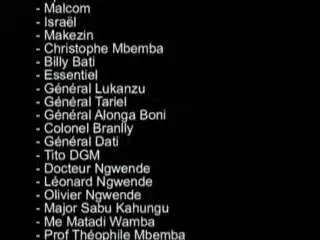 - Malcom
- Israël
- Makezin
- Christophe Mbemba
- Billy Bati
- Essentiel
- Général Lukanzu
- Général Tariel
- Général Alonga Boni
- Colonel Branlly
- Général Dati
- Tito DGM
- Docteur Ngwende
- Léonard Ngwende
- Olivier Ngwende
- Major Sabu Kahungu
- Me Matadi Wamba
- Prof Théophile Mbemba